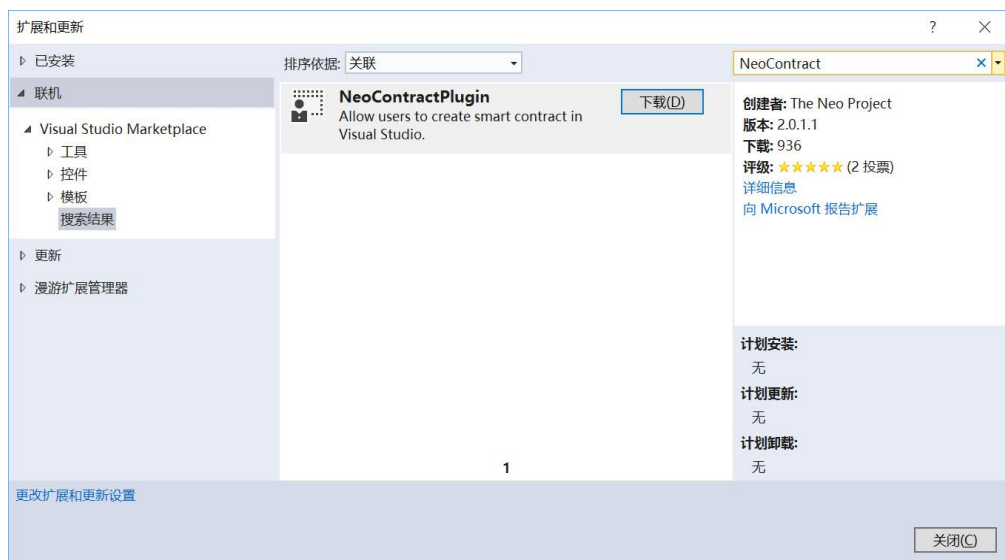 扩展和更新
?
已安装
联机
Visual Studio Marketplace
工具
控件
模板
搜索结果
更新
漫游扩展管理器
排序依据: 关联
NeoContractPlugin
下载(D)
Allow users to create smart contract in
Visual Studio.
1
NeoContract
创建者: The Neo Project
版本: 2.0.1.1
下载: 936
评级: ★★★★★ (2 投票)
详细信息
向 Microsoft 报告扩展
计划安装:
无
计划更新:
无
计划卸载:
无
更改扩展和更新设置
关闭(C)